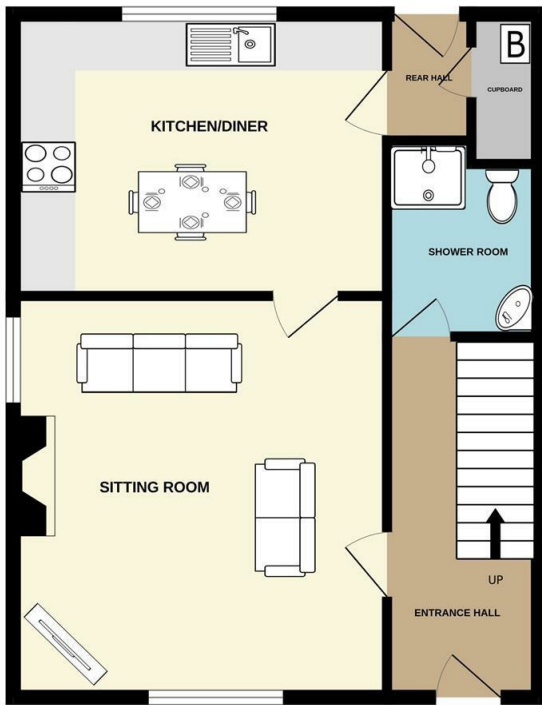 B
REAR HALL
CUPBOARD
KITCHEN/DINER
SHOWER ROOM
SITTING ROOM
UP
ENTRANCE HALL